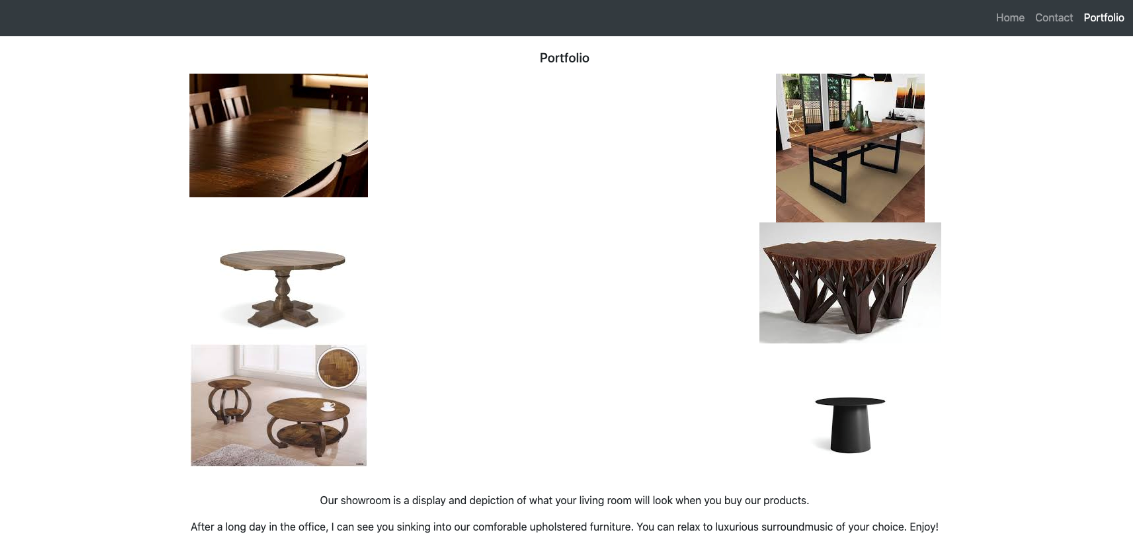 Home Contact Portfolio
Portfolio
Our showroom is a display and depiction of what your living room will look when you buy our products.
After a long day in the office, I can see you sinking into our comforable upholstered furniture. You can relax to luxurious surroundmusic of your choice. Enjoy!